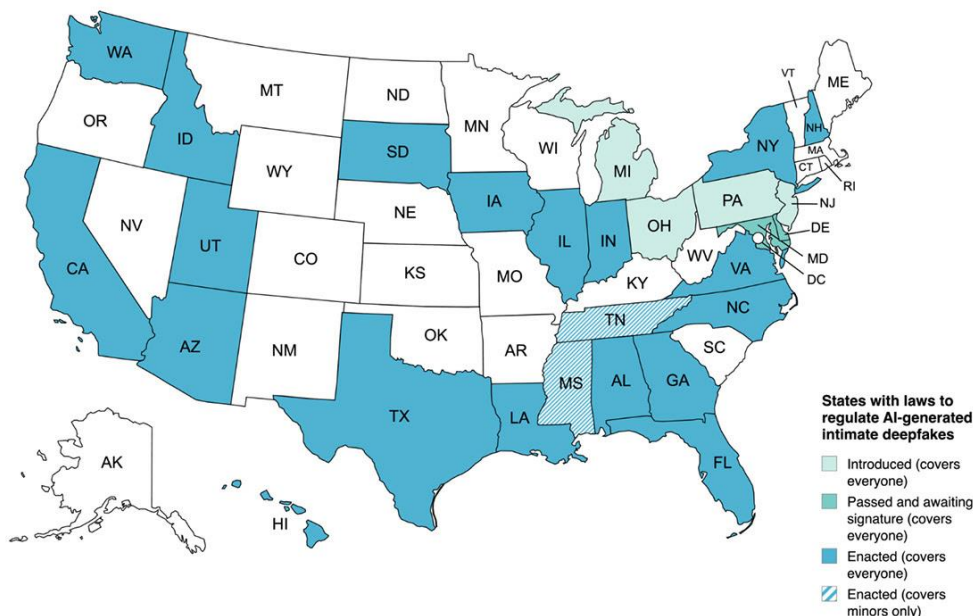 WA
MT
ND
MN
VT
ME
OR
ID
SD
WI
NY
NH
MA
CT
RI
WY
MI
IA
NE
PA
NJ
NV
UT
CO
IL
IN
OH
DE
MD
DC
WV
VA
CA
KS
MO
KY
NC
TN
AZ
NM
OK
AR
SC
MS
AL
GA
TX
LA
FL
AK
HI
States with laws to
regulate AI-generated
intimate deepfakes
Introduced (covers
everyone)
Passed and awaiting
signature (covers
everyone)
Enacted (covers
everyone)
Enacted (covers
minors only)